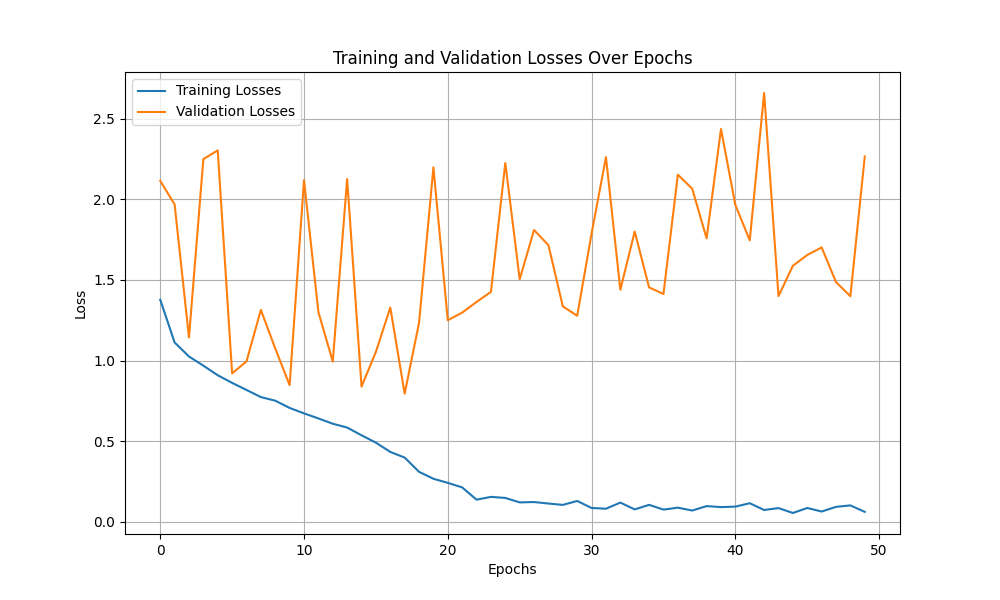 Training and Validation Losses Over Epochs
Training Losses
Validation Losses
2.5
2.0
1.5
1.0
0.5
0.0
Loss
0 10 20 30 40 50
Epochs